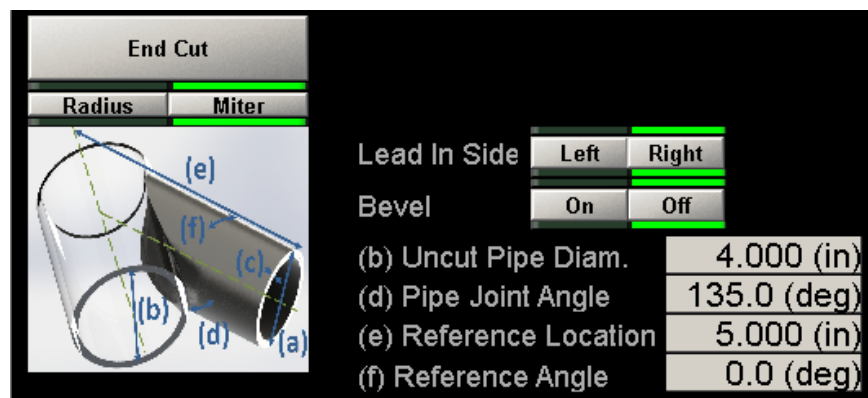 End Cut
Radius Miter
(e)
(f)
(c)
(b)
(d)
(a)
Lead In Side Left Right
Bevel On Off
(b) Uncut Pipe Diam. 4.000 (in)
(d) Pipe Joint Angle 135.0 (deg)
(e) Reference Location 5.000 (in)
(f) Reference Angle 0.0 (deg)